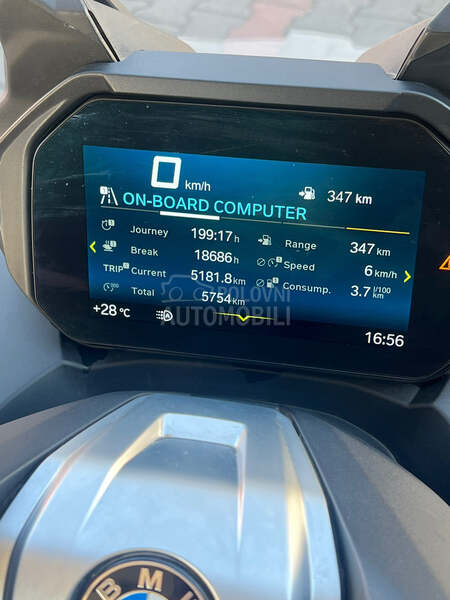 0 km/h
347 km
ON-BOARD COMPUTER
Journey 199:17 h Range 347 km
Break 18686 h Speed 6 km/h
TRIP Current 5181.8 km Consump. 3.7 l/100 km
Total 5754 km
POLOVNI
AUTOMOBILI
+28 °C 16:56
BMW